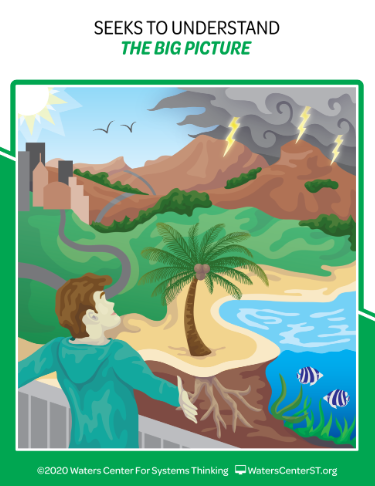 SEEKS TO UNDERSTAND
THE BIG PICTURE
©2020 Waters Center For Systems Thinking WatersCenterST.org